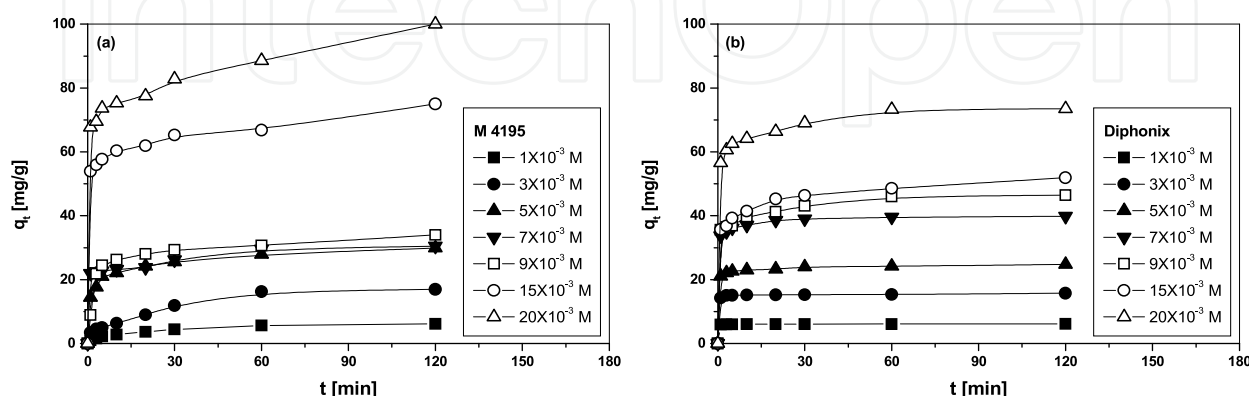 IntechOpen
(a)
100
80
60
40
20
0
qt [mg/g]
0 30 60 90 120 150 180
t [min]
M 4195
1X10-3 M
3X10-3 M
5X10-3 M
7X10-3 M
9X10-3 M
15X10-3 M
20X10-3 M
(b)
100
80
60
40
20
0
qt [mg/g]
0 30 60 90 120 150 180
t [min]
Diphonix
1X10-3 M
3X10-3 M
5X10-3 M
7X10-3 M
9X10-3 M
15X10-3 M
20X10-3 M